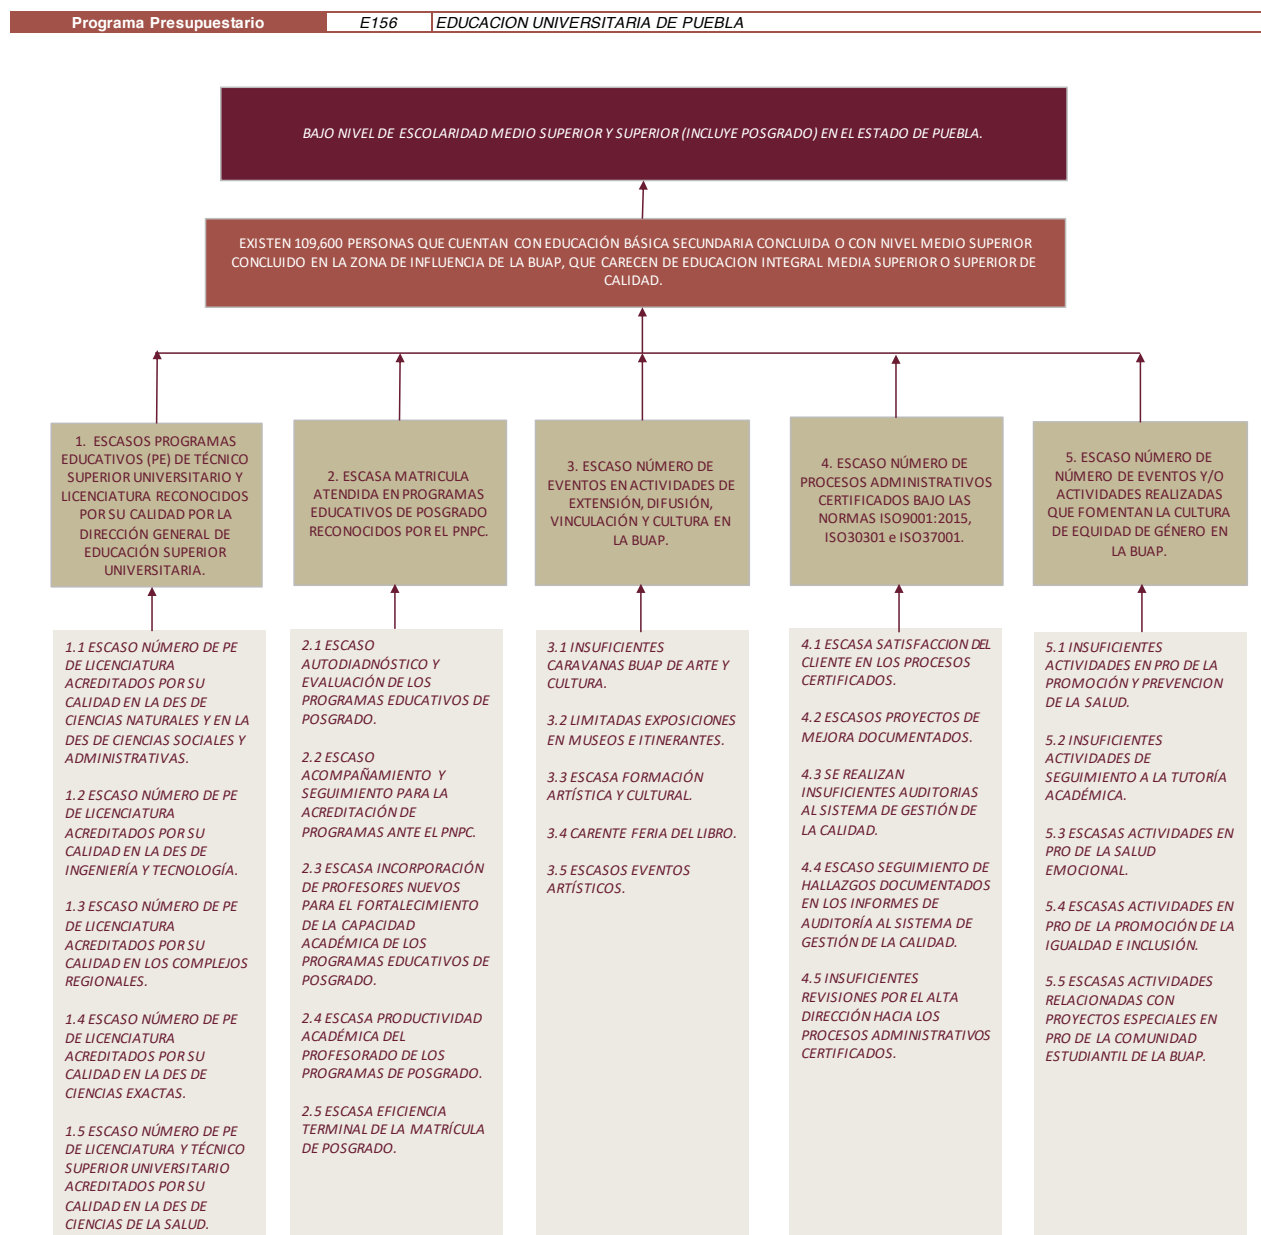 Programa Presupuestario E156 EDUCACION UNIVERSITARIA DE PUEBLA
BAJO NIVEL DE ESCOLARIDAD MEDIO SUPERIOR Y SUPERIOR (INCLUYE POSGRADO) EN EL ESTADO DE PUEBLA.
EXISTEN 109,600 PERSONAS QUE CUENTAN CON EDUCACIÓN BÁSICA SECUNDARIA CONCLUIDA O CON NIVEL MEDIO SUPERIOR
CONCLUIDO EN LA ZONA DE INFLUENCIA DE LA BUAP, QUE CARECEN DE EDUCACION INTEGRAL MEDIA SUPERIOR O SUPERIOR DE
CALIDAD.
1. ESCASOS PROGRAMAS
EDUCATIVOS (PE) DE TÉCNICO
SUPERIOR UNIVERSITARIO Y
LICENCIATURA RECONOCIDOS
POR SU CALIDAD POR LA
DIRECCIÓN GENERAL DE
EDUCACIÓN SUPERIOR
UNIVERSITARIA.
2. ESCASA MATRICULA
ATENDIDA EN PROGRAMAS
EDUCATIVOS DE POSGRADO
RECONOCIDOS POR EL PNPC.
3. ESCASO NÚMERO DE
EVENTOS EN ACTIVIDADES DE
EXTENSIÓN, DIFUSIÓN,
VINCULACIÓN Y CULTURA EN
LA BUAP.
4. ESCASO NÚMERO DE
PROCESOS ADMINISTRATIVOS
CERTIFICADOS BAJO LAS
NORMAS ISO9001:2015,
ISO30301 e ISO37001.
5. ESCASO NÚMERO DE
NÚMERO DE EVENTOS Y/O
ACTIVIDADES REALIZADAS
QUE FOMENTAN LA CULTURA
DE EQUIDAD DE GÉNERO EN
LA BUAP.
1.1 ESCASO NÚMERO DE PE
DE LICENCIATURA
ACREDITADOS POR SU
CALIDAD EN LA DES DE
CIENCIAS NATURALES Y EN LA
DES DE CIENCIAS SOCIALES Y
ADMINISTRATIVAS.
1.2 ESCASO NÚMERO DE PE
DE LICENCIATURA
ACREDITADOS POR SU
CALIDAD EN LA DES DE
INGENIERÍA Y TECNOLOGÍA.
1.3 ESCASO NÚMERO DE PE
DE LICENCIATURA
ACREDITADOS POR SU
CALIDAD EN LOS COMPLEJOS
REGIONALES.
1.4 ESCASO NÚMERO DE PE
DE LICENCIATURA
ACREDITADOS POR SU
CALIDAD EN LA DES DE
CIENCIAS EXACTAS.
1.5 ESCASO NÚMERO DE PE
DE LICENCIATURA Y TÉCNICO
SUPERIOR UNIVERSITARIO
ACREDITADOS POR SU
CALIDAD EN LA DES DE
CIENCIAS DE LA SALUD.
2.1 ESCASO
AUTODIADNÓSTICO Y
EVALUACIÓN DE LOS
PROGRAMAS EDUCATIVOS DE
POSGRADO.
2.2 ESCASO
ACOMPAÑAMIENTO Y
SEGUIMIENTO PARA LA
ACREDITACIÓN DE
PROGRAMAS ANTE EL PNPC.
2.3 ESCASA INCORPORACIÓN
DE PROFESORES NUEVOS
PARA EL FORTALECIMIENTO
DE LA CAPACIDAD
ACADÉMICA DE LOS
PROGRAMAS EDUCATIVOS DE
POSGRADO.
2.4 ESCASA PRODUCTIVIDAD
ACADÉMICA DEL
PROFESORADO DE LOS
PROGRAMAS DE POSGRADO.
2.5 ESCASA EFICIENCIA
TERMINAL DE LA MATRÍCULA
DE POSGRADO.
3.1 INSUFICIENTES
CARAVANAS BUAP DE ARTE Y
CULTURA.
3.2 LIMITADAS EXPOSICIONES
EN MUSEOS E ITINERANTES.
3.3 ESCASA FORMACIÓN
ARTÍSTICA Y CULTURAL.
3.4 CARENTE FERIA DEL LIBRO.
3.5 ESCASOS EVENTOS
ARTÍSTICOS.
4.1 ESCASA SATISFACCION DEL
CLIENTE EN LOS PROCESOS
CERTIFICADOS.
4.2 ESCASOS PROYECTOS DE
MEJORA DOCUMENTADOS.
4.3 SE REALIZAN
INSUFICIENTES AUDITORIAS
AL SISTEMA DE GESTIÓN DE
LA CALIDAD.
4.4 ESCASO SEGUIMIENTO DE
HALLAZGOS DOCUMENTADOS
EN LOS INFORMES DE
AUDITORÍA AL SISTEMA DE
GESTIÓN DE LA CALIDAD.
4.5 INSUFICIENTES
REVISIONES POR EL ALTA
DIRECCIÓN HACIA LOS
PROCESOS ADMINISTRATIVOS
CERTIFICADOS.
5.1 INSUFICIENTES
ACTIVIDADES EN PRO DE LA
PROMOCIÓN Y PREVENCION
DE LA SALUD.
5.2 INSUFICIENTES
ACTIVIDADES DE
SEGUIMIENTO A LA TUTORÍA
ACADÉMICA.
5.3 ESCASAS ACTIVIDADES EN
PRO DE LA SALUD
EMOCIONAL.
5.4 ESCASAS ACTIVIDADES EN
PRO DE LA PROMOCIÓN DE LA
IGUALDAD E INCLUSIÓN.
5.5 ESCASAS ACTIVIDADES
RELACIONADAS CON
PROYECTOS ESPECIALES EN
PRO DE LA COMUNIDAD
ESTUDIANTIL DE LA BUAP.